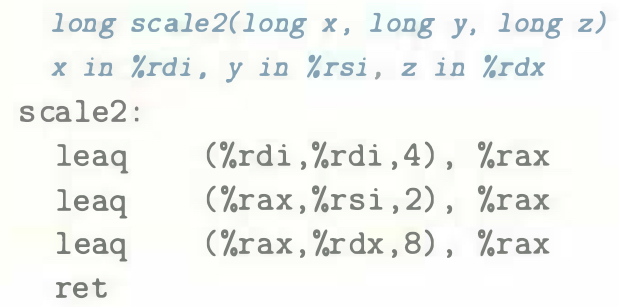 long scale2(long x, long y, long z)
x in %rdi, y in %rsi, z in %rdx
scale2:
leaq (%rdi,%rdi,4), %rax
leaq (%rax,%rsi,2), %rax
leaq (%rax,%rdx,8), %rax
ret